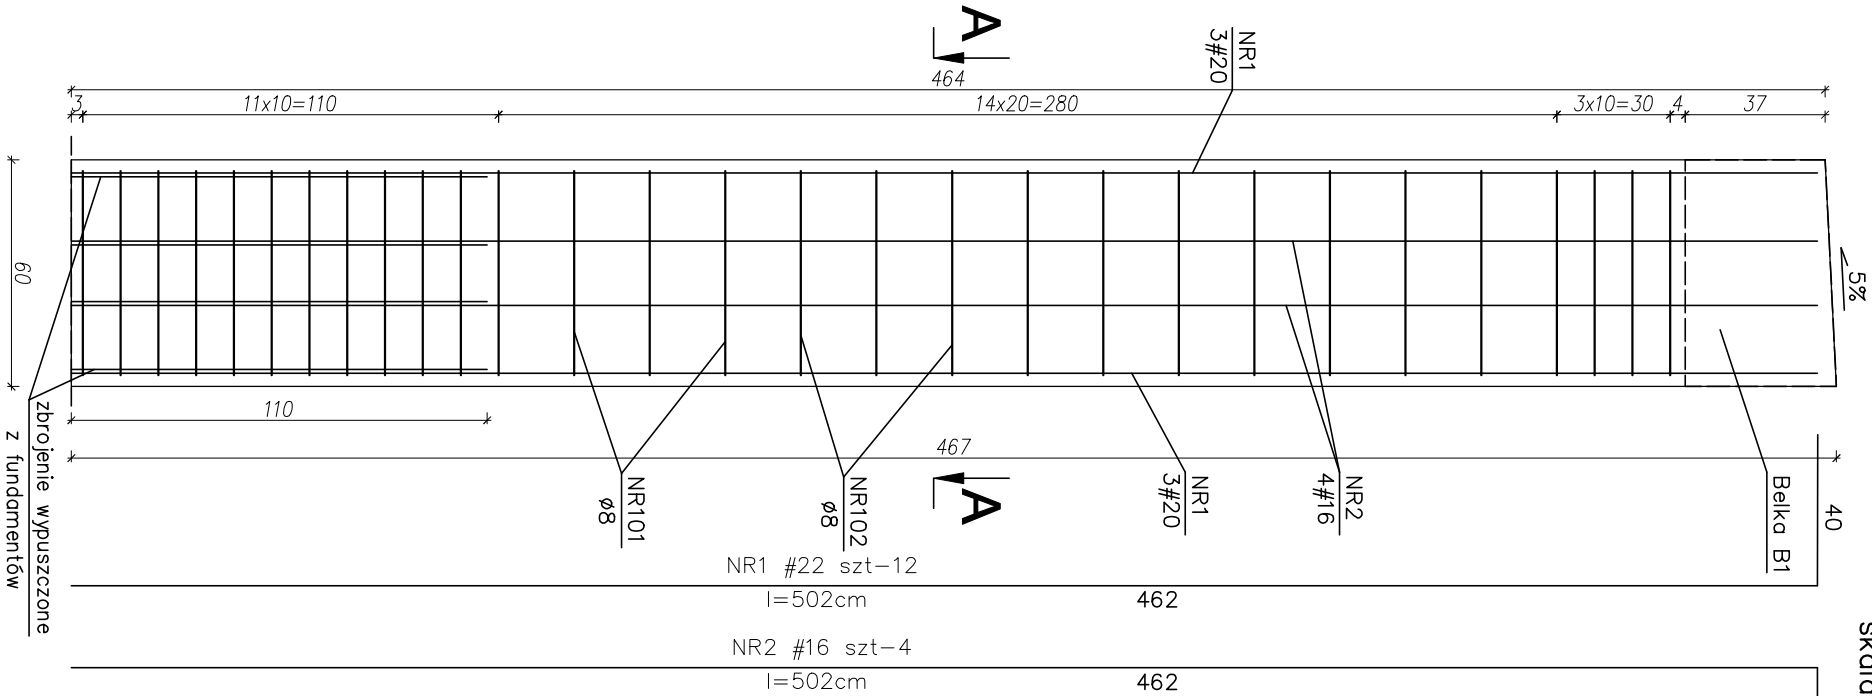 A
464
NR1
3#20
3
11x10=110
14x20=280
3x10=30
4
37
60
5%
110
467
zbrojenie wypuszczone
z fundamentów
NR101
ø8
NR102
ø8
A
NR1
3#20
NR2
4#16
Belka B1
40
NR1 #22 szt-12
l=502cm
462
NR2 #16 szt-4
l=502cm
462